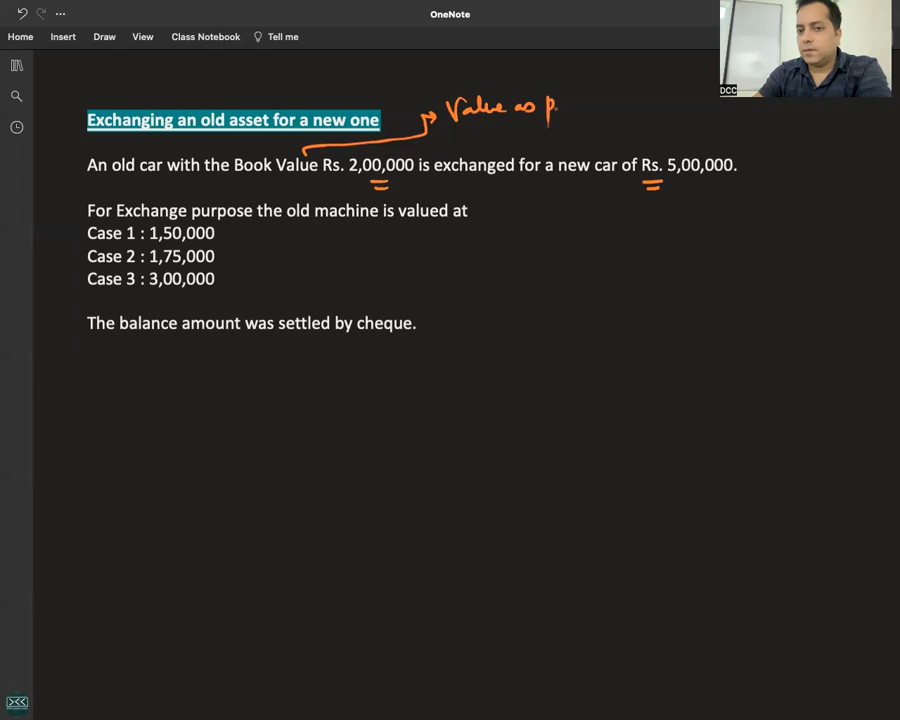 OneNote
Home Insert Draw View Class Notebook Tell me
DCC
Value as p
Exchanging an old asset for a new one
An old car with the Book Value Rs. 2,00,000 is exchanged for a new car of Rs. 5,00,000.
For Exchange purpose the old machine is valued at
Case 1 : 1,50,000
Case 2 : 1,75,000
Case 3 : 3,00,000
The balance amount was settled by cheque.